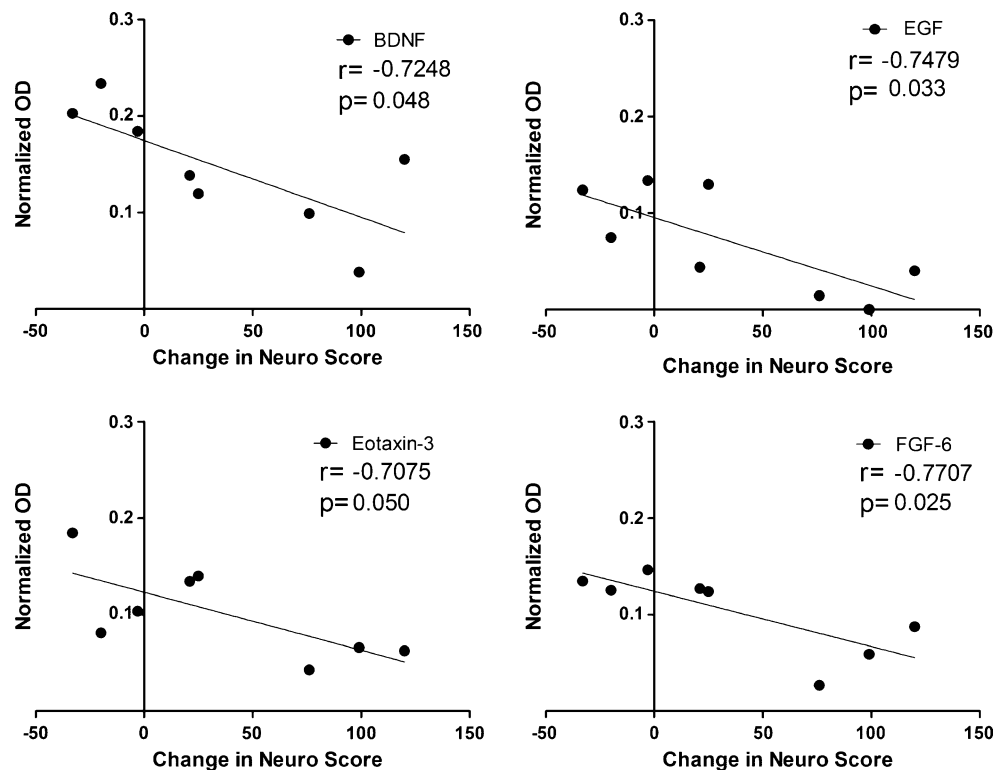 0.3
BDNF
r= -0.7248
p= 0.048
0.2
0.1
Normalized OD
-50 0 50 100 150
Change in Neuro Score
0.3
EGF
r= -0.7479
p= 0.033
0.2
0.1
Normalized OD
-50 0 50 100 150
Change in Neuro Score
0.3
Eotaxin-3
r= -0.7075
p= 0.050
0.2
0.1
Normalized OD
-50 0 50 100 150
Change in Neuro Score
0.3
FGF-6
r= -0.7707
p= 0.025
0.2
0.1
Normalized OD
-50 0 50 100 150
Change in Neuro Score